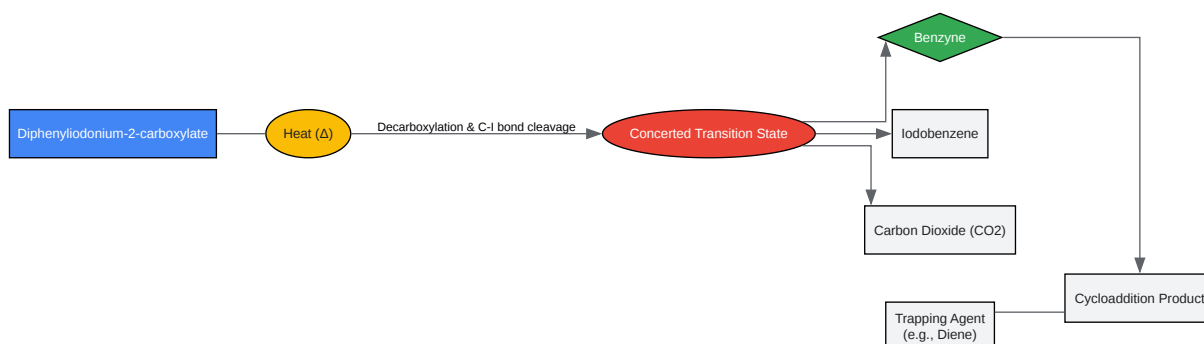 Benzyne
Diphenyliodonium-2-carboxylate
Heat (Δ)
Decarboxylation & C-I bond cleavage
Concerted Transition State
Iodobenzene
Carbon Dioxide (CO2)
Cycloaddition Product
Trapping Agent
(e.g., Diene)